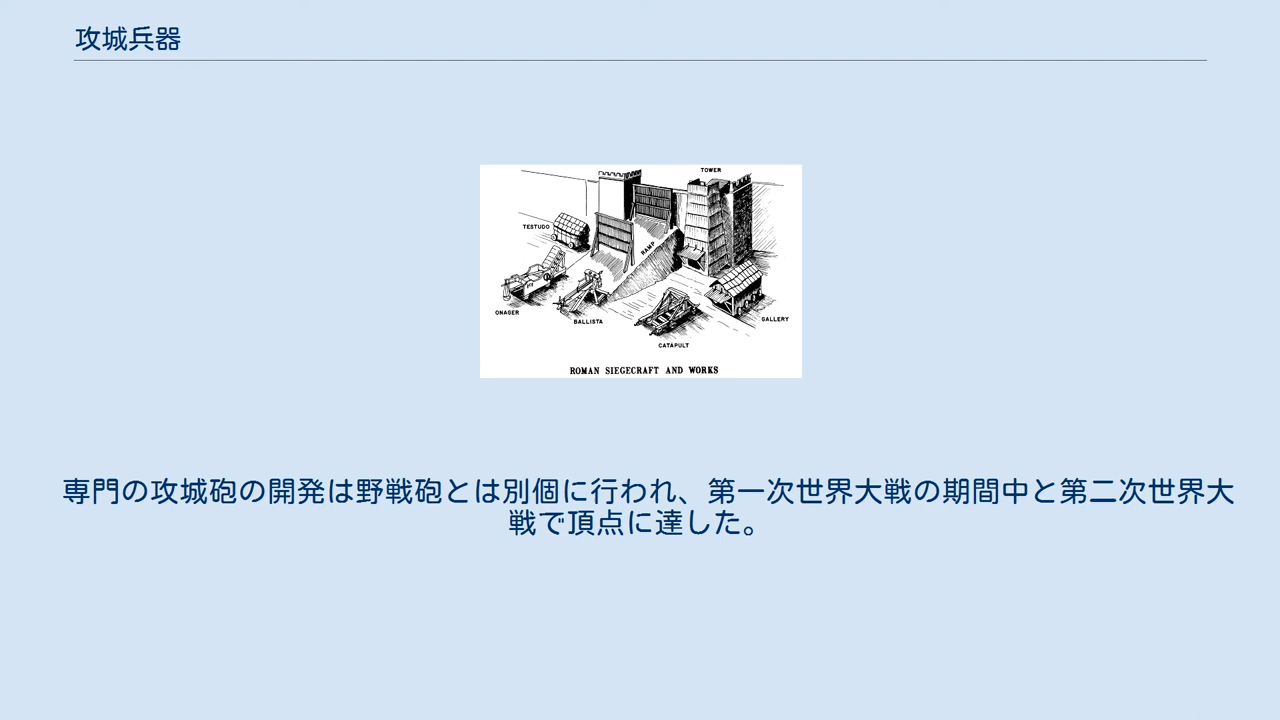 攻城兵器
TOWER
TESTUDO
RAMP
ONAGER
BALLISTA
GALLERY
CATAPULT
ROMAN SIEGECRAFT AND WORKS
専門の攻城砲の開発は野戦砲とは別個に行われ、第一次世界大戦の期間中と第二次世界大
戦で頂点に達した。